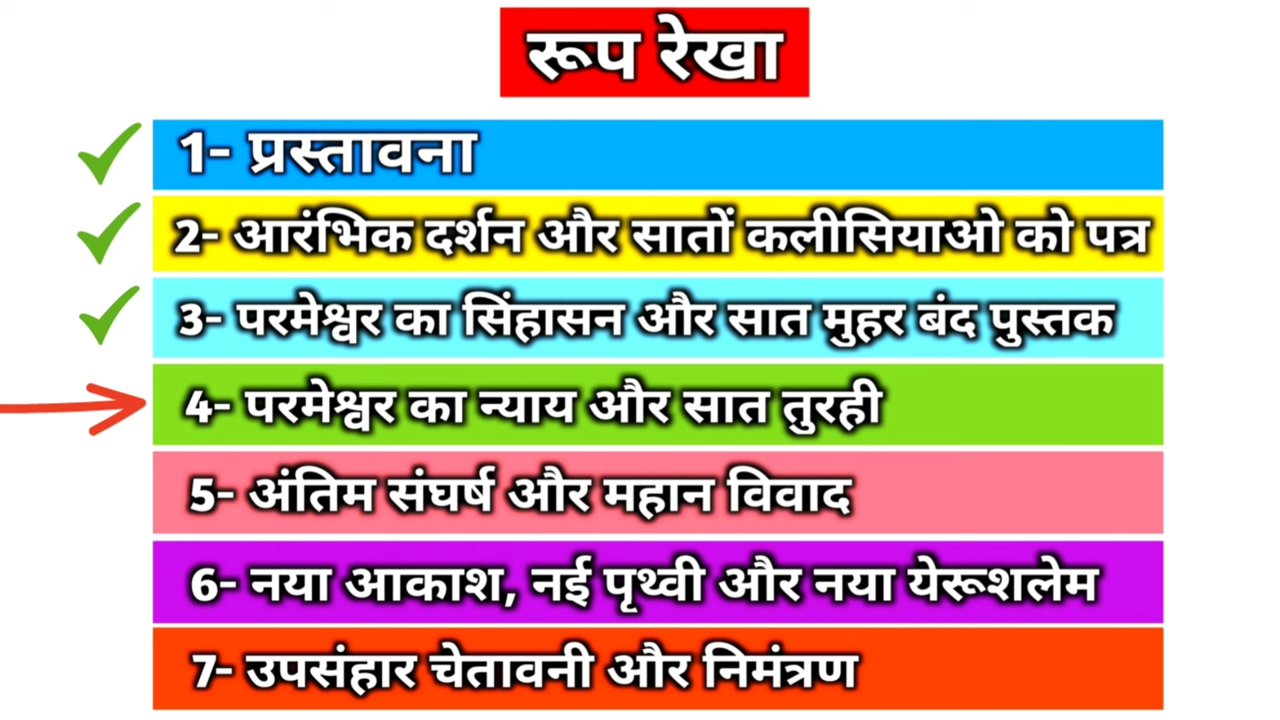 रूप रेखा
1- प्रस्तावना
2- आरंभिक दर्शन और सातों कलीसियाओ को पत्र
3- परमेश्वर का सिंहासन और सात मुहर बंद पुस्तक
4- परमेश्वर का न्याय और सात तुरही
5- अंतिम संघर्ष और महान विवाद
6- नया आकाश, नई पृथ्वी और नया येरूशलेम
7- उपसंहार चेतावनी और निमंत्रण